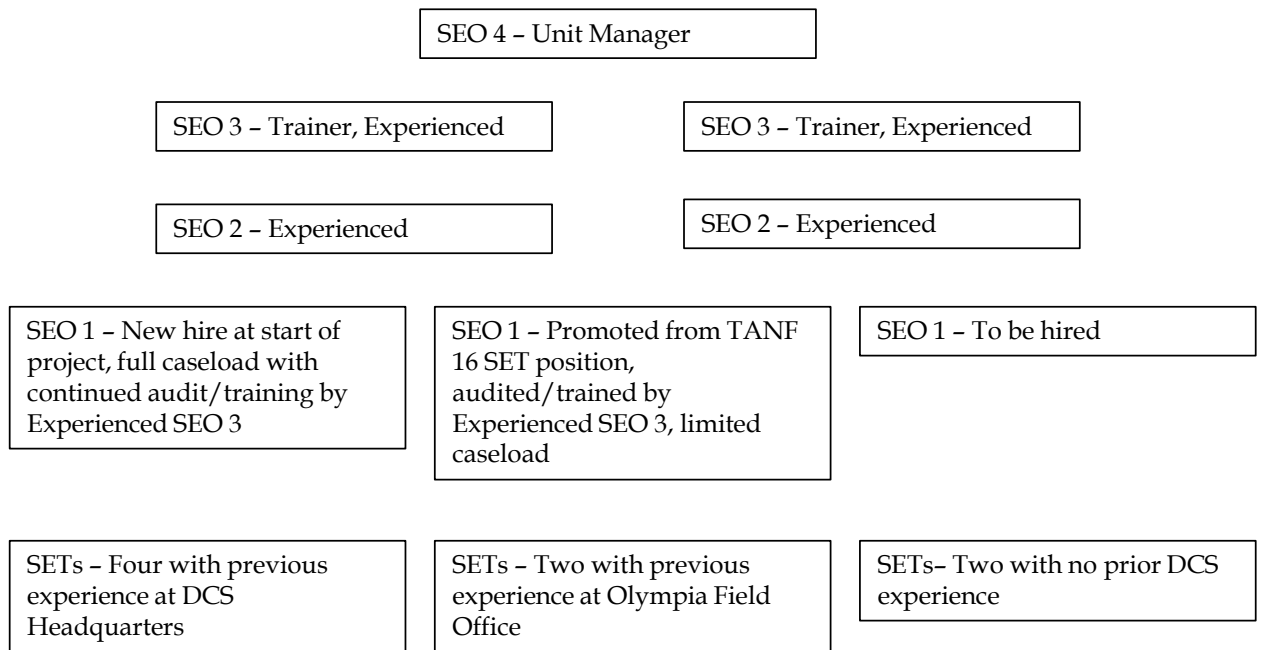 SEO 4 – Unit Manager
SEO 3 – Trainer, Experienced
SEO 3 – Trainer, Experienced
SEO 2 – Experienced
SEO 2 – Experienced
SEO 1 – New hire at start of
project, full caseload with
continued audit/training by
Experienced SEO 3
SEO 1 – Promoted from TANF
16 SET position,
audited/trained by
Experienced SEO 3, limited
caseload
SEO 1 – To be hired
SETs – Four with previous
experience at DCS
Headquarters
SETs – Two with previous
experience at Olympia Field
Office
SETs– Two with no prior DCS
experience